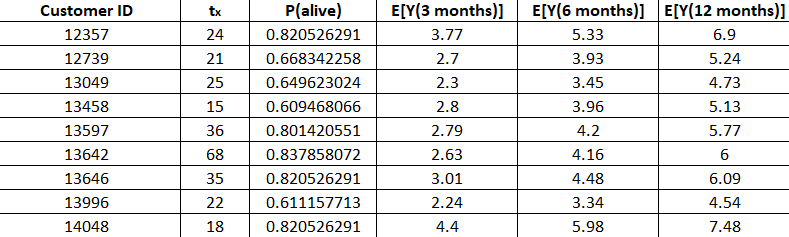 Customer ID tx P(alive) E[Y(3 months)] E[Y(6 months)] E[Y(12 months)]
12357 24 0.820526291 3.77 5.33 6.9
12739 21 0.668342258 2.7 3.93 5.24
13049 25 0.649623024 2.3 3.45 4.73
13458 15 0.609468066 2.8 3.96 5.13
13597 36 0.801420551 2.79 4.2 5.77
13642 68 0.837858072 2.63 4.16 6
13646 35 0.820526291 3.01 4.48 6.09
13996 22 0.611157713 2.24 3.34 4.54
14048 18 0.820526291 4.4 5.98 7.48